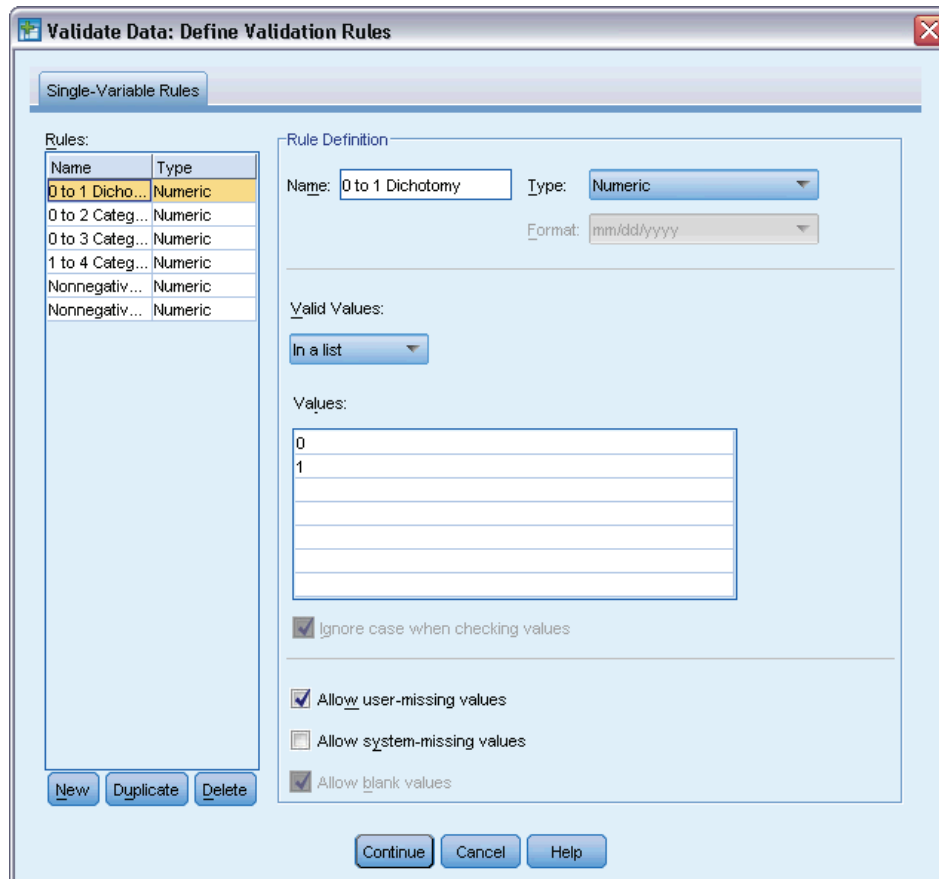 Validate Data: Define Validation Rules
Single-Variable Rules
Rules:
Name Type
0 to 1 Dicho... Numeric
0 to 2 Categ... Numeric
0 to 3 Categ... Numeric
1 to 4 Categ... Numeric
Nonnegativ... Numeric
Nonnegativ... Numeric
New Duplicate Delete
Rule Definition
Name: 0 to 1 Dichotomy Type: Numeric
Format: mm/dd/yyyy
Valid Values:
In a list
Values:
0
1
Ignore case when checking values
Allow user-missing values
Allow system-missing values
Allow blank values
Continue Cancel Help